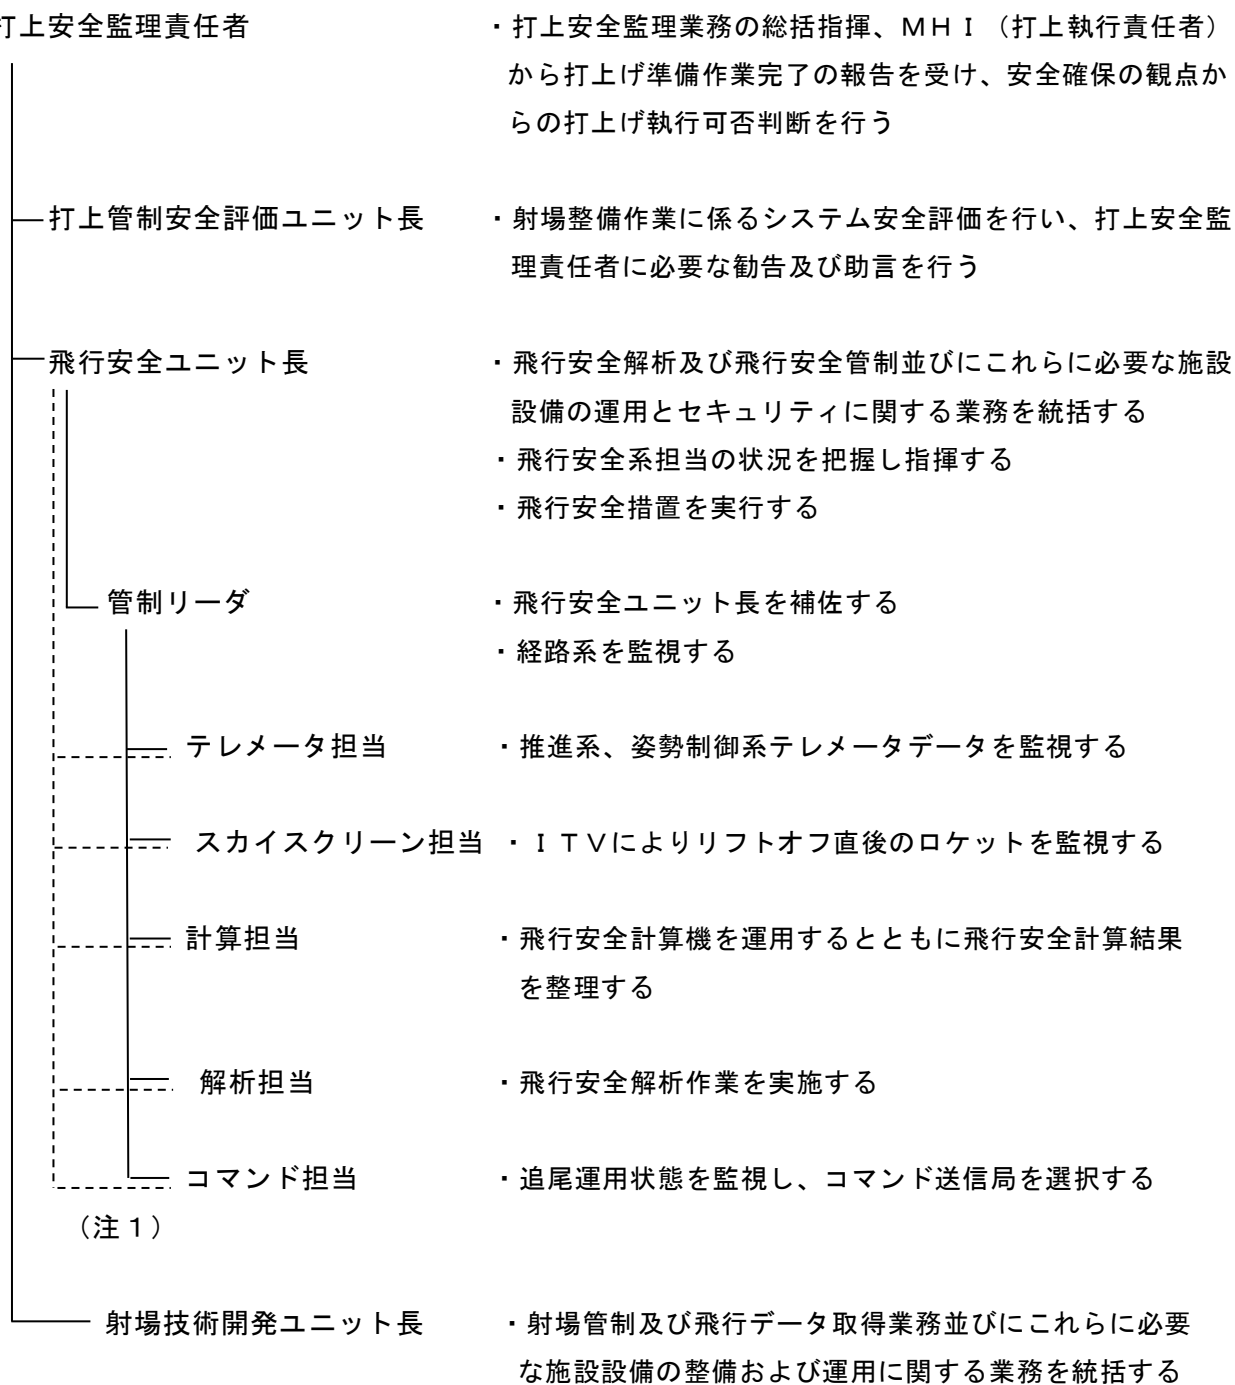 打上安全監理責任者 ・打上安全監理業務の総括指揮、ＭＨＩ（打上執行責任者）
から打上げ準備作業完了の報告を受け、安全確保の観点か
らの打上げ執行可否判断を行う
打上管制安全評価ユニット長 ・射場整備作業に係るシステム安全評価を行い、打上安全監
理責任者に必要な勧告及び助言を行う
飛行安全ユニット長 ・飛行安全解析及び飛行安全管制並びにこれらに必要な施設
設備の運用とセキュリティに関する業務を統括する
・飛行安全系担当の状況を把握し指揮する
・飛行安全措置を実行する
管制リーダ ・飛行安全ユニット長を補佐する
・経路系を監視する
テレメータ担当 ・推進系、姿勢制御系テレメータデータを監視する
スカイスクリーン担当 ・ＩＴＶによりリフトオフ直後のロケットを監視する
計算担当 ・飛行安全計算機を運用するとともに飛行安全計算結果
を整理する
解析担当 ・飛行安全解析作業を実施する
コマンド担当 ・追尾運用状態を監視し、コマンド送信局を選択する
（注１）
射場技術開発ユニット長 ・射場管制及び飛行データ取得業務並びにこれらに必要
な施設設備の整備および運用に関する業務を統括する